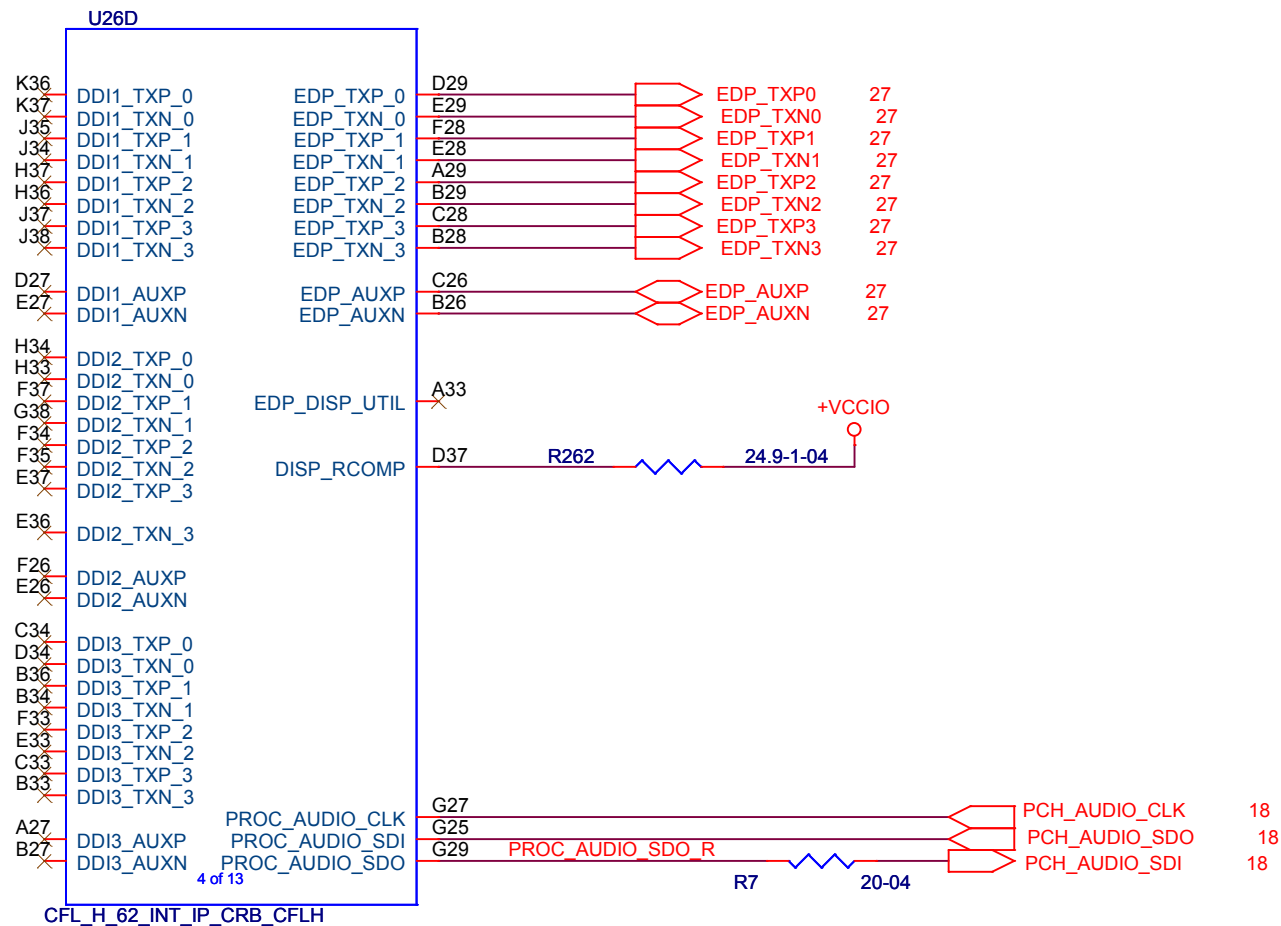 U26D
K36 DDI1_TXP_0 EDP_TXP_0 D29 EDP_TXP0 27
K37 DDI1_TXN_0 EDP_TXN_0 E29 EDP_TXN0 27
J35 DDI1_TXP_1 EDP_TXP_1 F28 EDP_TXP1 27
J34 DDI1_TXN_1 EDP_TXN_1 E28 EDP_TXN1 27
H37 DDI1_TXP_2 EDP_TXP_2 A29 EDP_TXP2 27
H36 DDI1_TXN_2 EDP_TXN_2 B29 EDP_TXN2 27
J37 DDI1_TXP_3 EDP_TXP_3 C28 EDP_TXP3 27
J38 DDI1_TXN_3 EDP_TXN_3 B28 EDP_TXN3 27
D27 DDI1_AUXP EDP_AUXP C26 EDP_AUXP 27
E27 DDI1_AUXN EDP_AUXN B26 EDP_AUXN 27
H34 DDI2_TXP_0
H33 DDI2_TXN_0
F37 DDI2_TXP_1 EDP_DISP_UTIL A33
+VCCIO
G38 DDI2_TXN_1
F34 DDI2_TXP_2
F35 DDI2_TXN_2 DISP_RCOMP D37 R262 24.9-1-04
E37 DDI2_TXP_3
E36 DDI2_TXN_3
F26 DDI2_AUXP
E26 DDI2_AUXN
C34 DDI3_TXP_0
D34 DDI3_TXN_0
B36 DDI3_TXP_1
B34 DDI3_TXN_1
F33 DDI3_TXP_2
E33 DDI3_TXN_2
C33 DDI3_TXP_3
B33 DDI3_TXN_3
PROC_AUDIO_CLK G27 PCH_AUDIO_CLK 18
A27 DDI3_AUXP PROC_AUDIO_SDI G25 PCH_AUDIO_SDO 18
B27 DDI3_AUXN PROC_AUDIO_SDO G29 PROC_AUDIO_SDO_R PCH_AUDIO_SDI 18
4 of 13
R7 20-04
CFL_H_62_INT_IP_CRB_CFLH